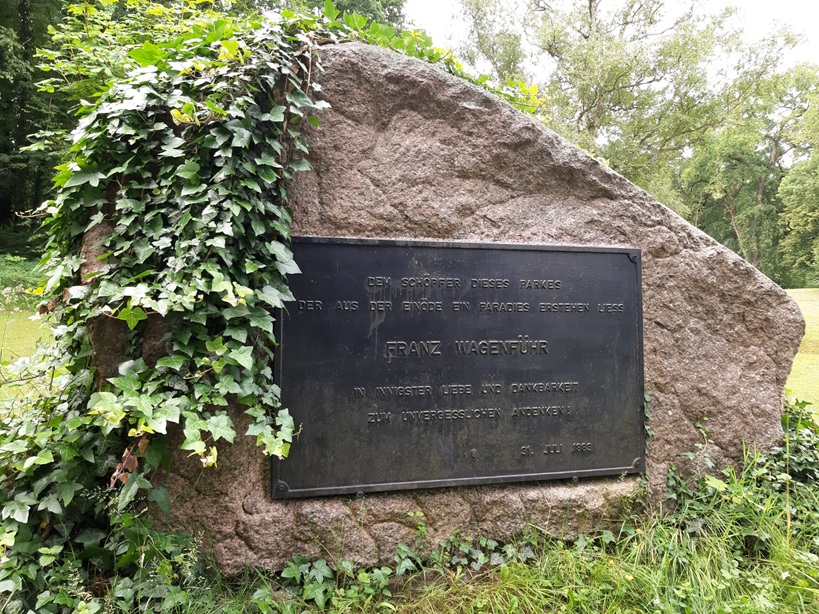 DEM SCHÖPFER DIESES PARKES
DER AUS DER EINÖDE EIN PARADIES ERSTEHEN LIESS
FRANZ WAGENFÜHR
IN INNIGSTER LIEBE UND DANKBARKEIT
ZUM UNVERGESSLICHEN ANDENKEN!
31. JULI